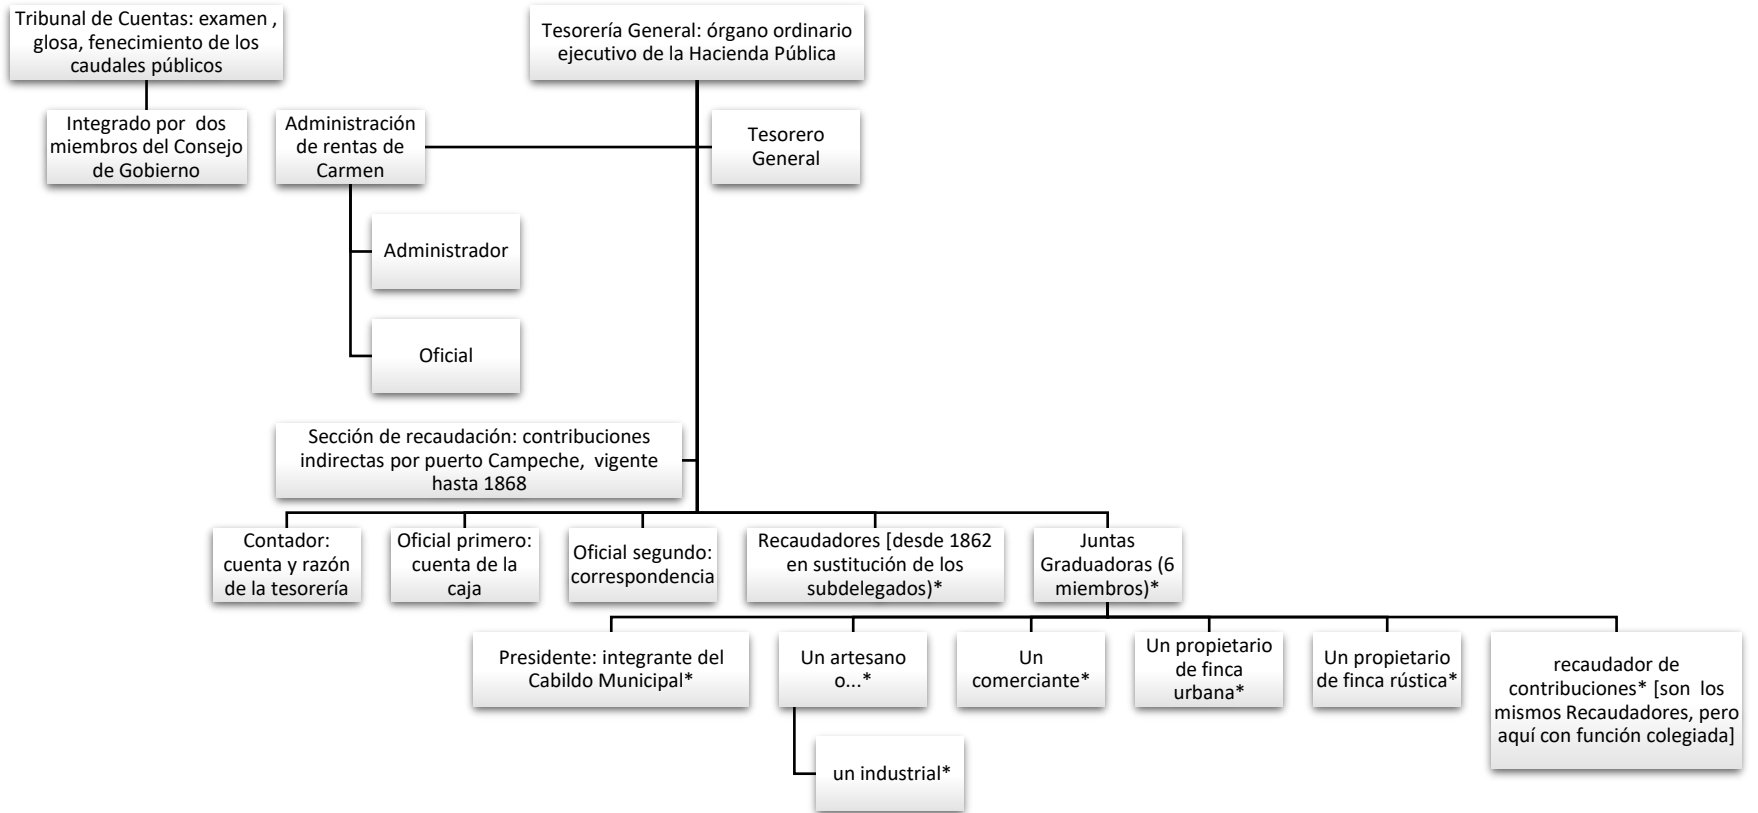 Tribunal de Cuentas: examen ,
glosa, fenecimiento de los
caudales públicos
Tesorería General: órgano ordinario
ejecutivo de la Hacienda Pública
Integrado por dos
miembros del Consejo
de Gobierno
Administración
de rentas de
Carmen
Tesorero
General
Administrador
Oficial
Sección de recaudación: contribuciones
indirectas por puerto Campeche, vigente
hasta 1868
Contador:
cuenta y razón
de la tesorería
Oficial primero:
cuenta de la
caja
Oficial segundo:
correspondencia
Recaudadores [desde 1862
en sustitución de los
subdelegados)*
Juntas
Graduadoras (6
miembros)*
Presidente: integrante del
Cabildo Municipal*
Un artesano
o...*
Un
comerciante*
Un propietario
de finca
urbana*
Un propietario
de finca rústica*
recaudador de
contribuciones* [son los
mismos Recaudadores, pero
aquí con función colegiada]
un industrial*